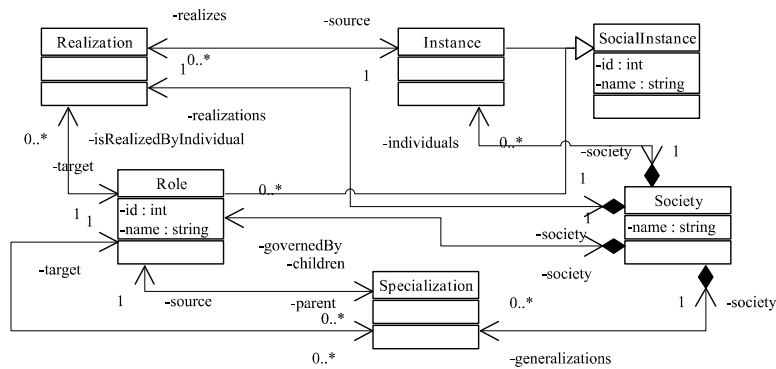 -realizes
-source
Realization
Instance
SocialInstance
-id : int
-name : string
1
0..*
1
-realizations
0..*
-isRealizedByIndividual
-individuals
0..*
-society
1
-target
Role
0..*
1
Society
1
1
-id : int
-name : string
1
-name : string
-governedBy
-society
-children
-target
-society
Specialization
1
-source
-parent
0..*
1
-society
0..*
0..*
-generalizations